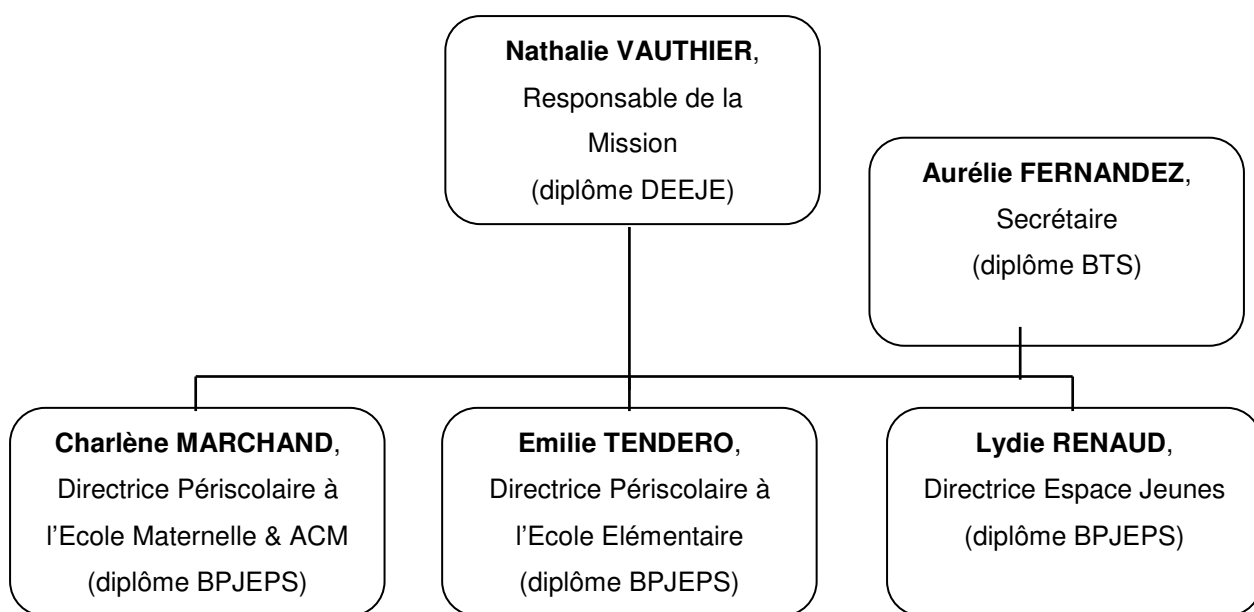 Nathalie VAUTHIER,
Responsable de la
Mission
(diplôme DEEJE)
Aurélie FERNANDEZ,
Secrétaire
(diplôme BTS)
Charlène MARCHAND,
Directrice Périscolaire à
l'Ecole Maternelle & ACM
(diplôme BPJEPS)
Emilie TENDERO,
Directrice Périscolaire à
l'Ecole Elémentaire
(diplôme BPJEPS)
Lydie RENAUD,
Directrice Espace Jeunes
(diplôme BPJEPS)